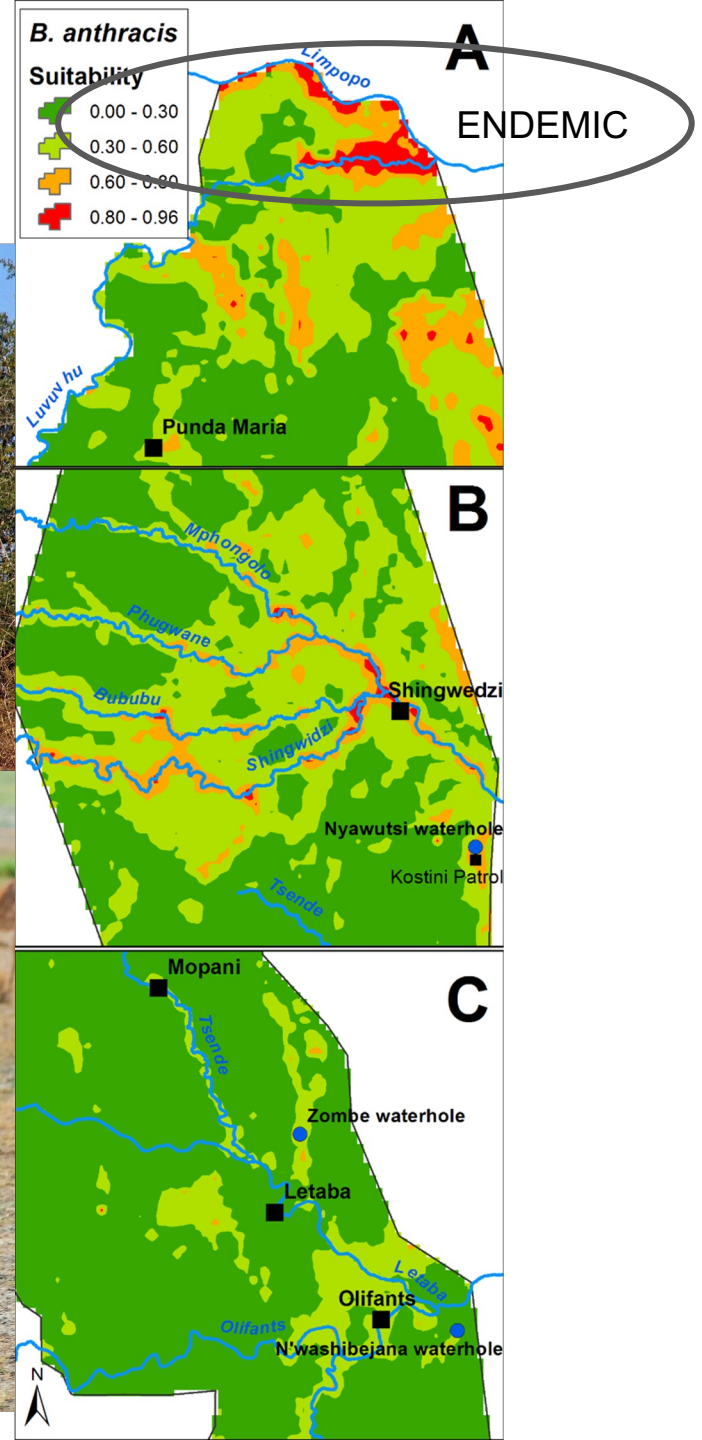 B. anthracis
Suitability
0.00 - 0.30
0.30 - 0.60
0.60 - 0.80
0.80 - 0.96
A
Limpopo
ENDEMIC
Luvuvhu
Punda Maria
B
Mphongolo
Phugwane
Bububu
Shingwedzi
Shingwidzi
Nyawutsi waterhole
Kostini Patrol
Tsende
C
Mopani
Tsende
Zombe waterhole
Letaba
Letaba
Olifants
Olifants
N'washibejana waterhole
N